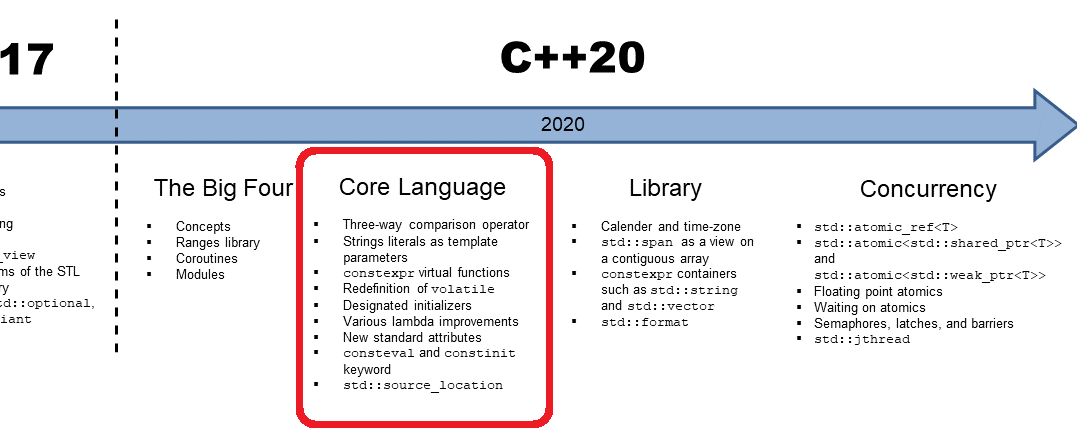 17
C++20
2020
s
ng
_view
ms of the STL
ry
td::optional,
iant
The Big Four
Concepts
Ranges library
Coroutines
Modules
Core Language
Three-way comparison operator
Strings literals as template
parameters
constexpr virtual functions
Redefinition of volatile
Designated initializers
Various lambda improvements
New standard attributes
consteval and constinit
keyword
std::source_location
Library
Calender and time-zone
std::span as a view on
a contiguous array
constexpr containers
such as std::string
and std::vector
std::format
Concurrency
std::atomic_ref<T>
std::atomic<std::shared_ptr<T>>
and
std::atomic<std::weak_ptr<T>>
Floating point atomics
Waiting on atomics
Semaphores, latches, and barriers
std::jthread